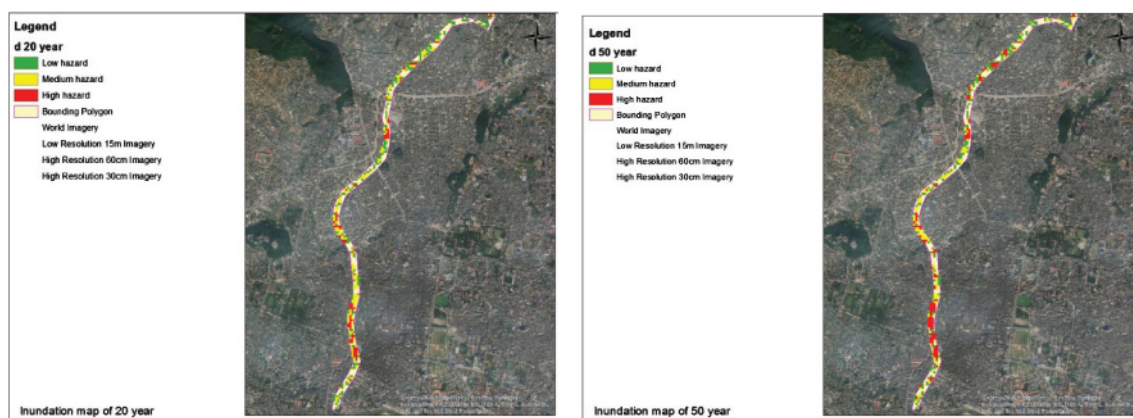 Legend
d 20 year
Low hazard
Medium hazard
High hazard
Bounding Polygon
World Imagery
Low Resolution 15m Imagery
High Resolution 60cm Imagery
High Resolution 30cm Imagery
Inundation map of 20 year
Legend
d 50 year
Low hazard
Medium hazard
High hazard
Bounding Polygon
World Imagery
Low Resolution 15m Imagery
High Resolution 60cm Imagery
High Resolution 30cm Imagery
Inundation map of 50 year